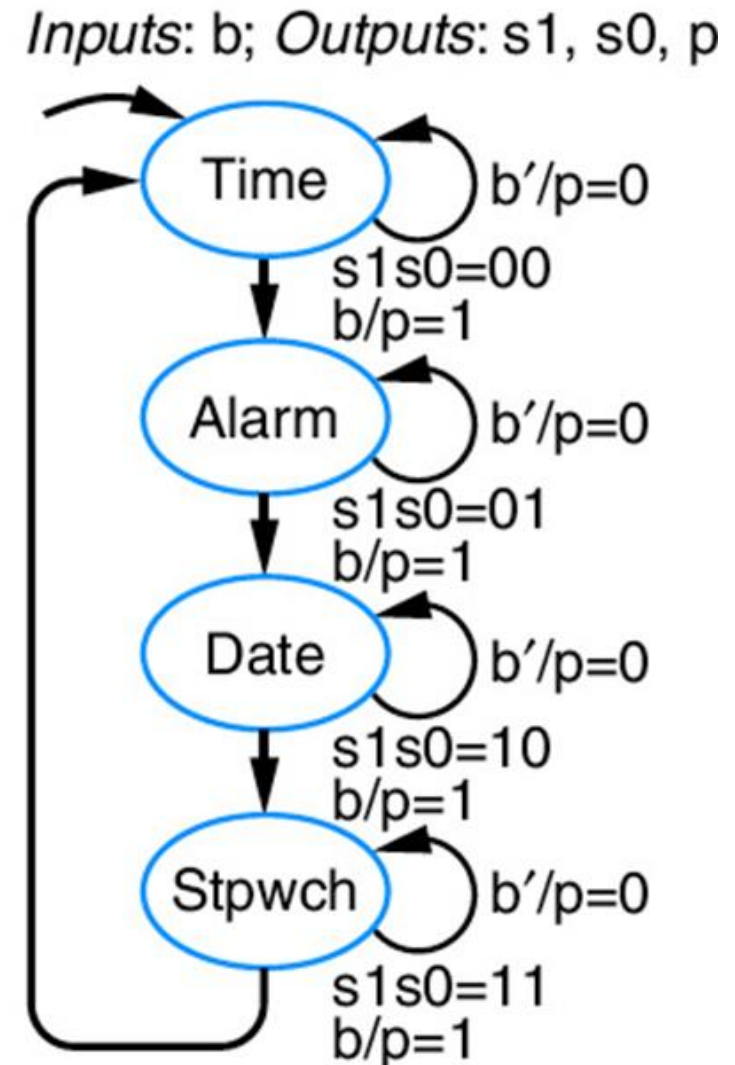 Inputs: b; Outputs: s1, s0, p
Time
b′/p=0
s1s0=00
b/p=1
Alarm
b′/p=0
s1s0=01
b/p=1
Date
b′/p=0
s1s0=10
b/p=1
Stpwch
b′/p=0
s1s0=11
b/p=1